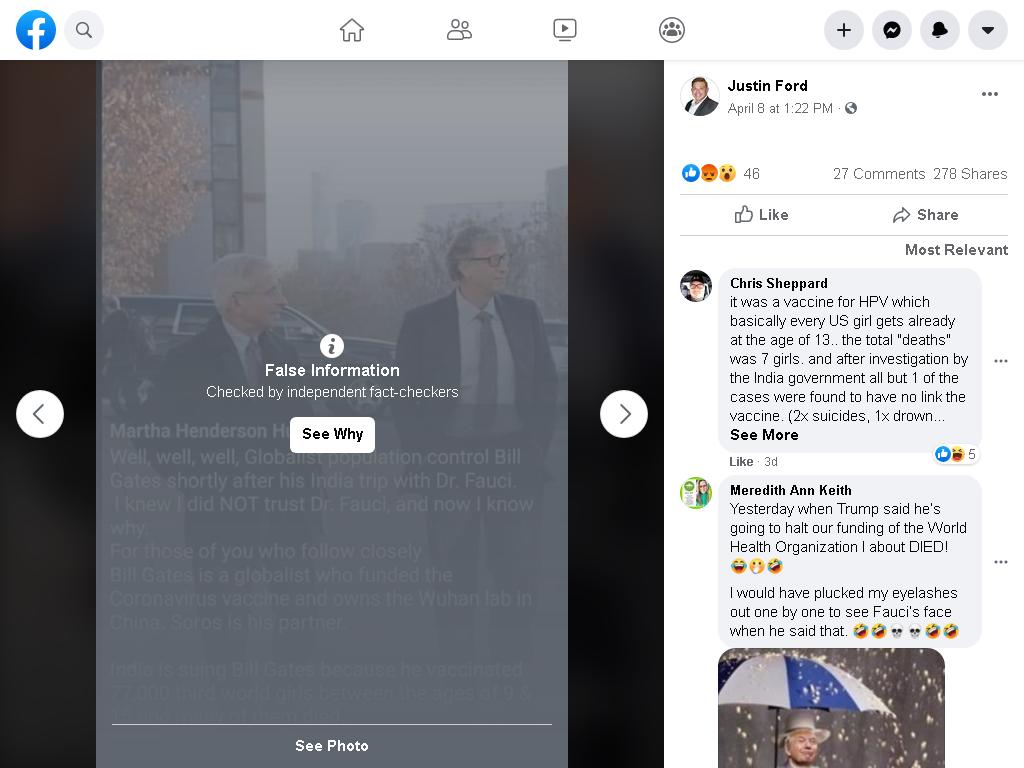 Justin Ford
April 8 at 1:22 PM ·
46
27 Comments 278 Shares
Like
Share
Most Relevant
Chris Sheppard
it was a vaccine for HPV which
basically every US girl gets already
at the age of 13.. the total "deaths"
was 7 girls. and after investigation by
the India government all but 1 of the
cases were found to have no link the
vaccine. (2x suicides, 1x drown...
See More
5
Like · 3d
Meredith Ann Keith
Yesterday when Trump said he's
going to halt our funding of the World
Health Organization I about DIED!
😂🤭🤣
I would have plucked my eyelashes
out one by one to see Fauci's face
when he said that. 🤣🤣💀💀🤣🤣
False Information
Checked by independent fact-checkers
See Why
Martha Henderson
Well, well, well, Globalist population control Bill
Gates shortly after his India trip with Dr. Fauci.
I knew I did NOT trust Dr. Fauci, and now I know
why.
For those of you who follow closely
Bill Gates is a globalist who funded the
Coronavirus vaccine and owns the Wuhan lab in
China. Soros is his partner.
India is suing Bill Gates because he vaccinated
77,000 third world girls between the ages of 9 &
many of them died
See Photo